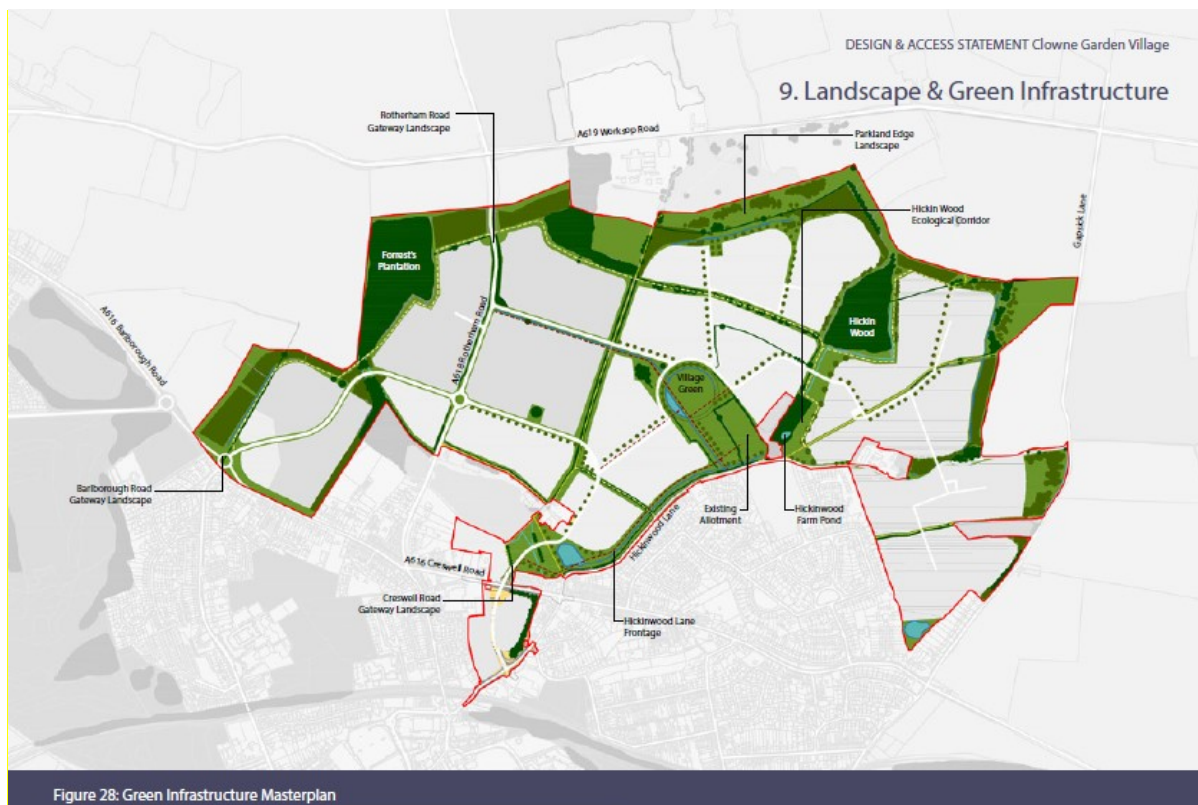 DESIGN & ACCESS STATEMENT Clowne Garden Village
9. Landscape & Green Infrastructure
Rotherham Road
Gateway Landscape
A619 Worksop Road
Parkland Edge
Landscape
Hickin Wood
Ecological Corridor
Gapsick Lane
Forrest's
Plantation
A616 Barlborough Road
A618 Rotherham Road
Hickin
Wood
Village
Green
Barlborough Road
Gateway Landscape
Existing
Allotment
Hickinwood
Farm Pond
Hickinwood Lane
A616 Creswell Road
Creswell Road
Gateway Landscape
Hickinwood Lane
Frontage
Figure 28: Green Infrastructure Masterplan